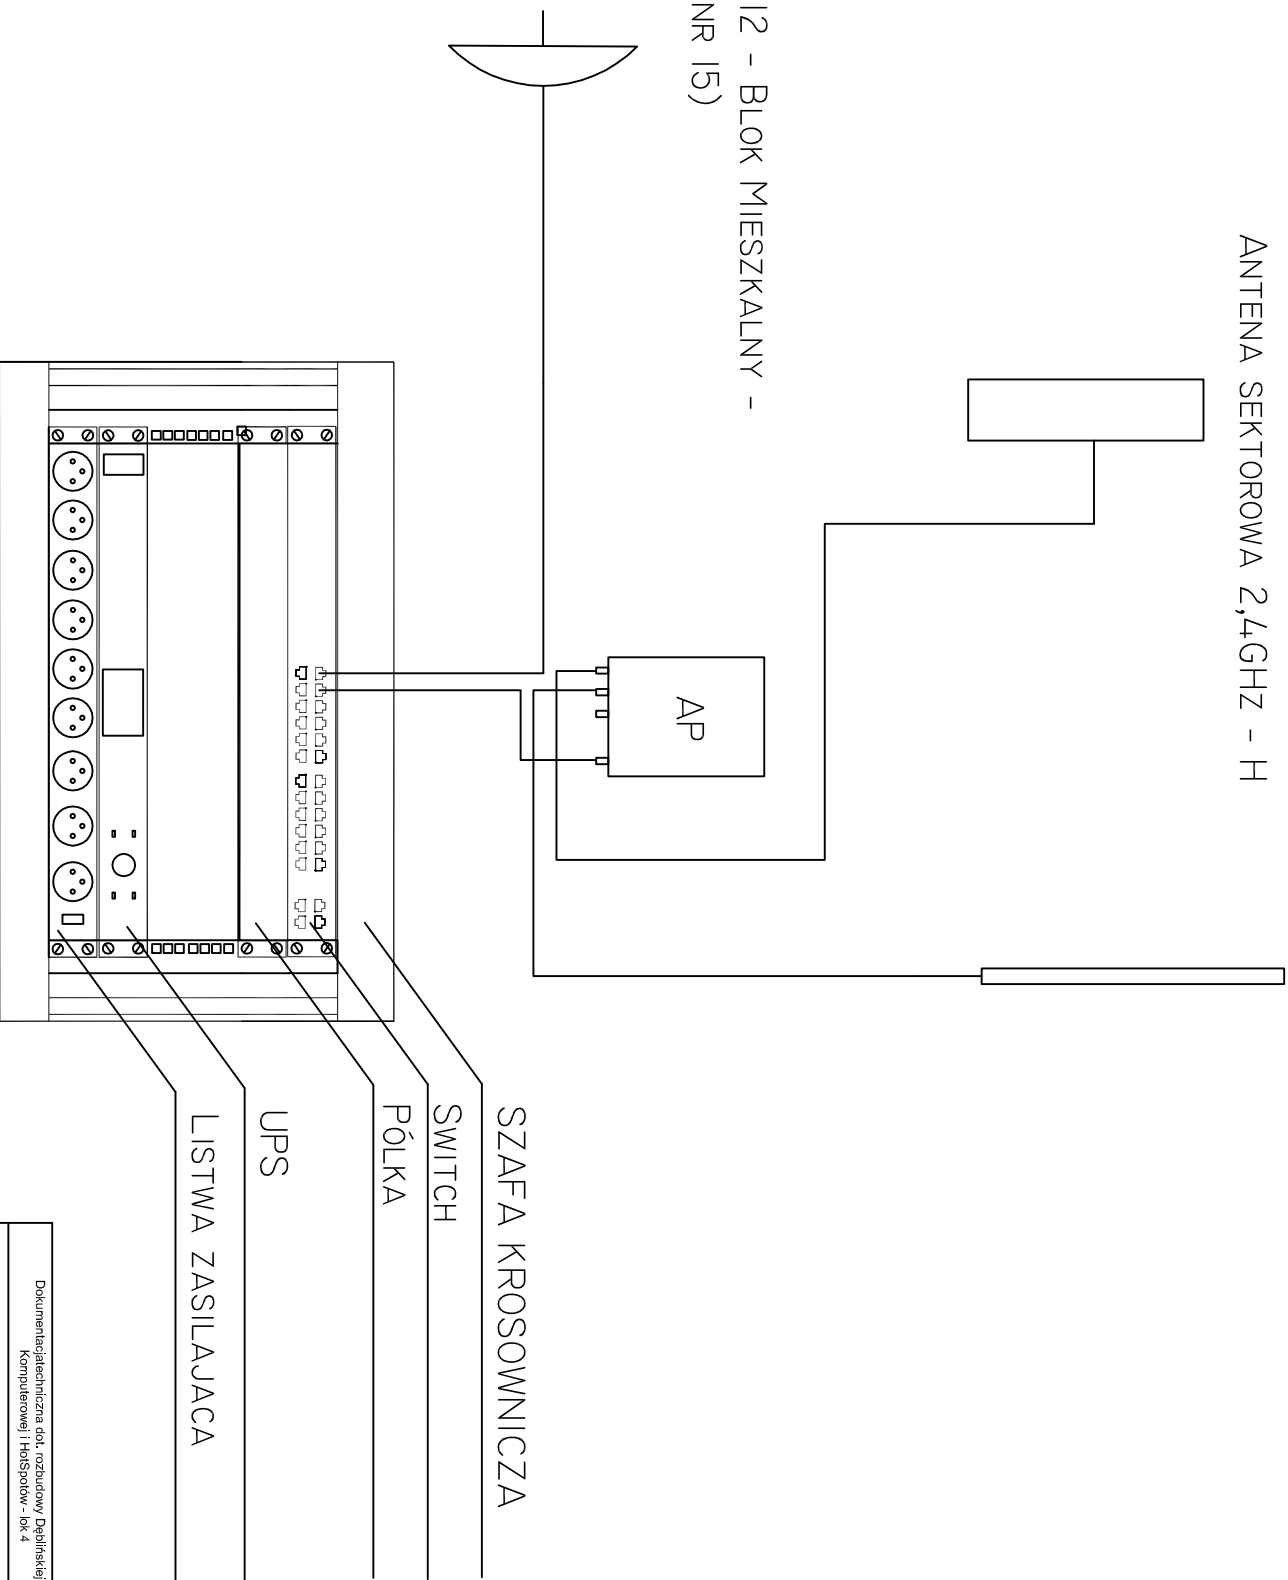 ANTENA SEKTOROWA 2,4GHZ - H
12 - BLOK MIESZKALNY -
NR 15)
AP
SZAFA KROSOWNICZA
SWITCH
PÓLKA
UPS
LISTWA ZASILAJACA
Dokumentacjatechniczna dot. rozbudowy Dęblińskiej
Komputerowej i HotSpotów - lok 4